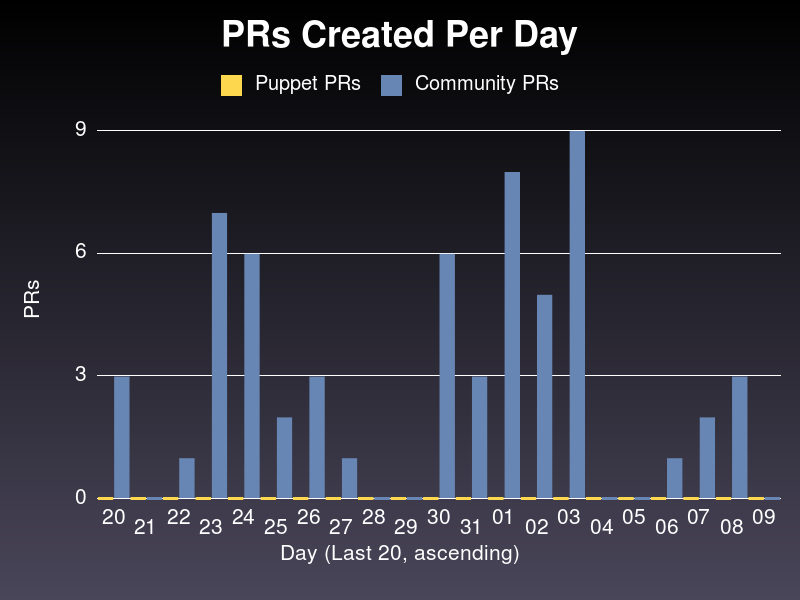 PRs Created Per Day
Puppet PRs Community PRs
9
6
3
0
PRs
20 21 22 23 24 25 26 27 28 29 30 31 01 02 03 04 05 06 07 08 09
Day (Last 20, ascending)